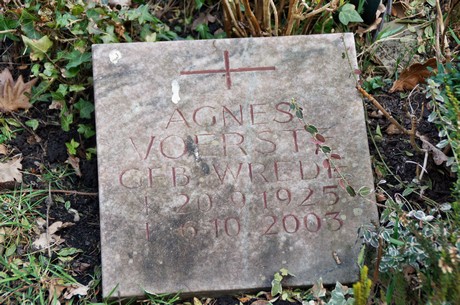 AGNES
VOERSTE
GEB. WREDE
* 20.9.1925
† 6.10.2003